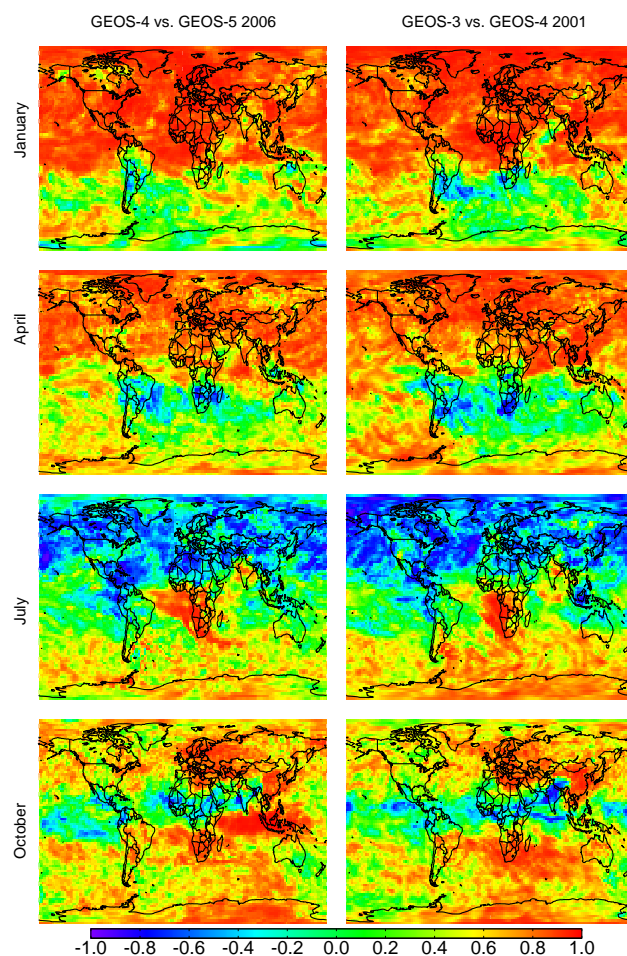 GEOS-4 vs. GEOS-5 2006
GEOS-3 vs. GEOS-4 2001
January
April
July
October
-1.0 -0.8 -0.6 -0.4 -0.2 0.0 0.2 0.4 0.6 0.8 1.0